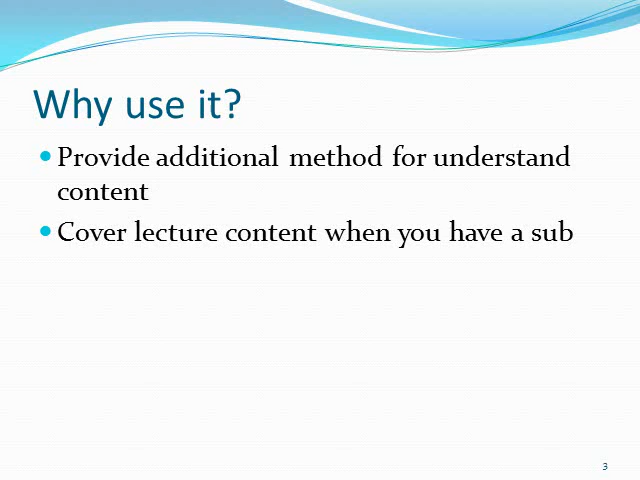 Why use it?
Provide additional method for understand
content
Cover lecture content when you have a sub
3